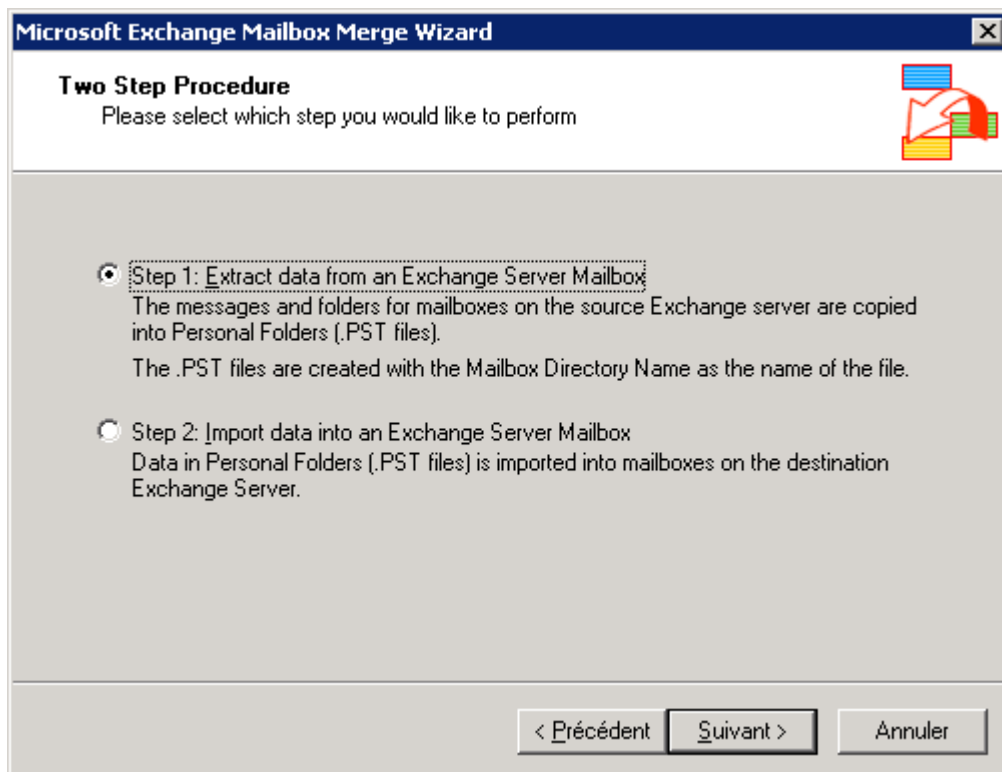 Microsoft Exchange Mailbox Merge Wizard
Two Step Procedure
Please select which step you would like to perform
Step 1: Extract data from an Exchange Server Mailbox
The messages and folders for mailboxes on the source Exchange server are copied
into Personal Folders (.PST files).
The .PST files are created with the Mailbox Directory Name as the name of the file.
Step 2: Import data into an Exchange Server Mailbox
Data in Personal Folders (.PST files) is imported into mailboxes on the destination
Exchange Server.
< Précédent Suivant > Annuler